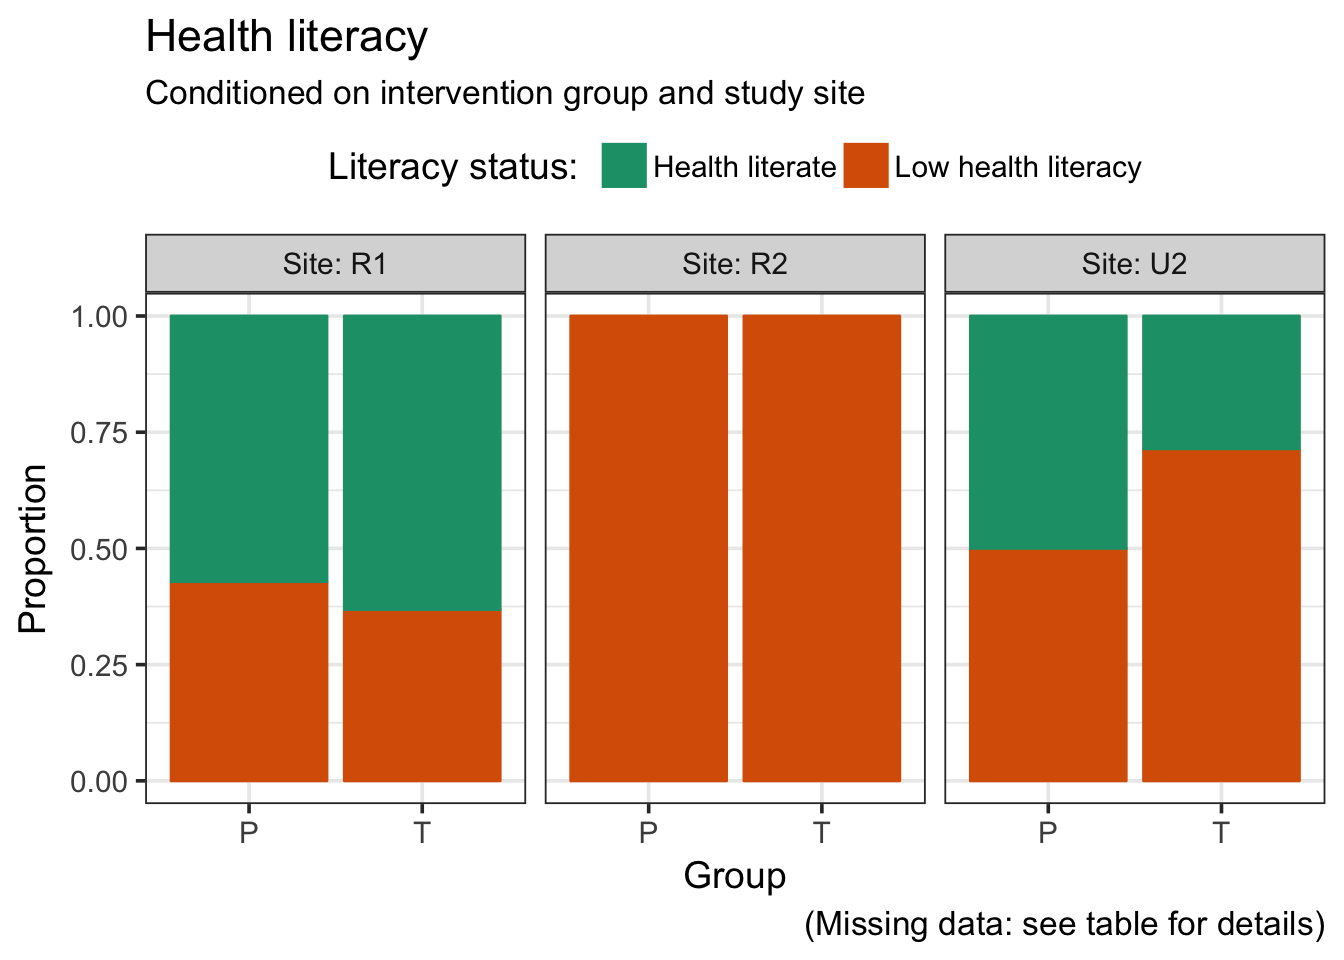 Health literacy
Conditioned on intervention group and study site
Literacy status: Health literate Low health literacy
Site: R1 Site: R2 Site: U2
1.00
0.75
0.50
0.25
0.00
Proportion
P T P T P T
Group
(Missing data: see table for details)